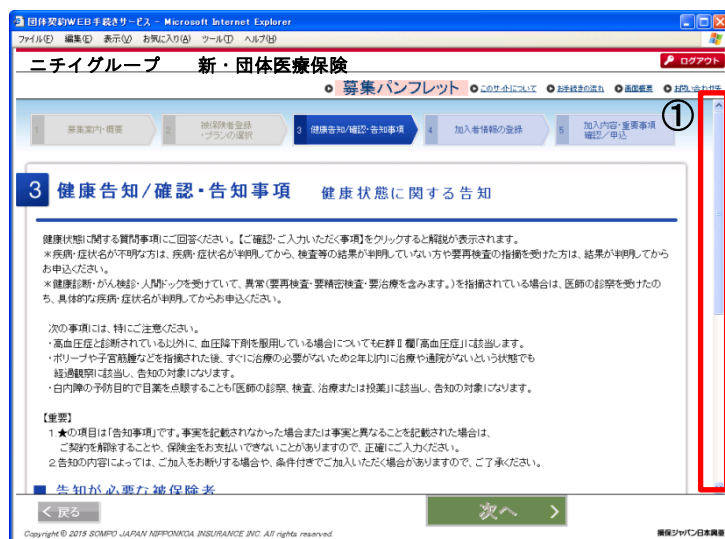 団体契約WEB手続きサービス - Microsoft Internet Explorer
ファイル(F) 編集(E) 表示(V) お気に入り(A) ツール(T) ヘルプ(H)
ニチイグループ 新・団体医療保険
ログアウト
募集パンフレット このサイトについて お手続きの流れ 画面概要 お問い合わせ先
①
1 募集案内・概要
2 被保険者登録・プランの選択
3 健康告知/確認・告知事項
4 加入者情報の登録
5 加入内容・重要事項確認/申込
3 健康告知/確認・告知事項 健康状態に関する告知
健康状態に関する質問事項にご回答ください。【ご確認・ご入力いただく事項】をクリックすると解説が表示されます。
*疾病・症状名が不明な方は、疾病・症状名が判明してから、検査等の結果が判明していない方や要再検査の指摘を受けた方は、結果が判明してから
お申込ください。
*健康診断・がん検診・人間ドックを受けていて、異常(要再検査・要精密検査・要治療を含みます。)を指摘されている場合は、医師の診察を受けたの
ち、具体的な疾病・症状名が判明してからお申込ください。
次の事項には、特にご注意ください。
・高血圧症と診断されている以外に、血圧降下剤を服用している場合についてもE群Ⅱ欄「高血圧症」に該当します。
・ポリープや子宮筋腫などを指摘された後、すぐに治療の必要がないため2年以内に治療や通院がないという状態でも
経過観察に該当し、告知の対象になります。
・白内障の予防目的で目薬を点眼することも「医師の診察、検査、治療または投薬」に該当し、告知の対象になります。
【重要】
1.★の項目は「告知事項」です。事実を記載されなかった場合または事実と異なることを記載された場合は、
ご契約を解除することや、保険金をお支払いできないことがありますので、正確にご入力ください。
2.告知の内容によっては、ご加入をお断りする場合や、条件付きでご加入いただく場合がありますので、ご了承ください。
■ 告知が必要な被保険者
< 戻る
次へ >
Copyright © 2015 SOMPO JAPAN NIPPONKOA INSURANCE INC. All rights reserved.
損保ジャパン日本興亜